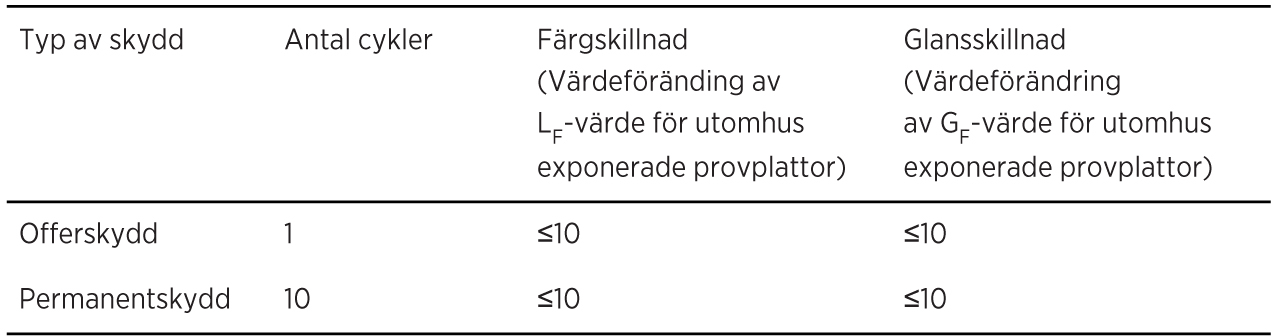 Typ av skydd Antal cykler Färgskillnad Glansskillnad
(Värdeföränding av (Värdeförändring
L_F-värde för utomhus av G_F-värde för utomhus
exponerade provplattor) exponerade provplattor)
Offerskydd 1 ≤10 ≤10
Permanentskydd 10 ≤10 ≤10